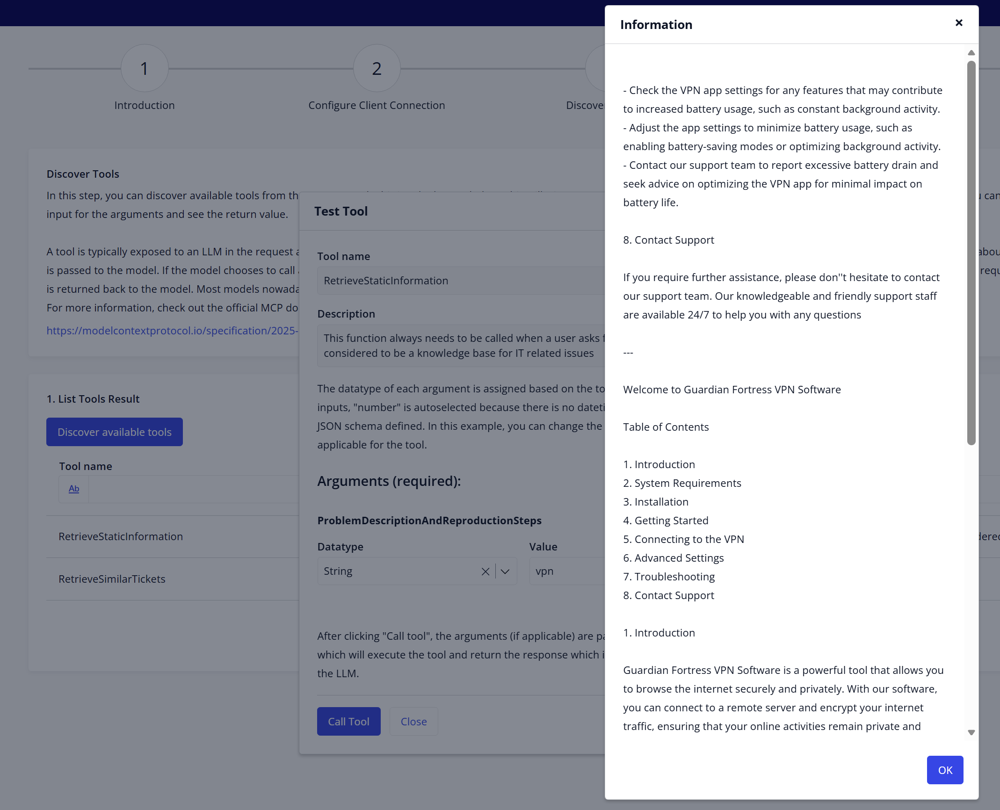 1
Introduction
2
Configure Client Connection
Discover
Discover Tools
In this step, you can discover available tools from th
input for the arguments and see the return value.
A tool is typically exposed to an LLM in the request
is passed to the model. If the model chooses to call
is returned back to the model. Most models nowada
For more information, check out the official MCP do
https://modelcontextprotocol.io/specification/2025-
can
abou
requ
1. List Tools Result
Discover available tools
Tool name
Ab
RetrieveStaticInformation
RetrieveSimilarTickets
dered
Test Tool
Tool name
RetrieveStaticInformation
Description
This function always needs to be called when a user asks f
considered to be a knowledge base for IT related issues
The datatype of each argument is assigned based on the to
inputs, "number" is autoselected because there is no dateti
JSON schema defined. In this example, you can change the
applicable for the tool.
Arguments (required):
ProblemDescriptionAndReproductionSteps
Datatype
Value
String
vpn
After clicking "Call tool", the arguments (if applicable) are pa
which will execute the tool and return the response which i
the LLM.
Call Tool
Close
Information
- Check the VPN app settings for any features that may contribute
to increased battery usage, such as constant background activity.
- Adjust the app settings to minimize battery usage, such as
enabling battery-saving modes or optimizing background activity.
- Contact our support team to report excessive battery drain and
seek advice on optimizing the VPN app for minimal impact on
battery life.
8. Contact Support
If you require further assistance, please don''t hesitate to contact
our support team. Our knowledgeable and friendly support staff
are available 24/7 to help you with any questions
---
Welcome to Guardian Fortress VPN Software
Table of Contents
1. Introduction
2. System Requirements
3. Installation
4. Getting Started
5. Connecting to the VPN
6. Advanced Settings
7. Troubleshooting
8. Contact Support
1. Introduction
Guardian Fortress VPN Software is a powerful tool that allows you
to browse the internet securely and privately. With our software,
you can connect to a remote server and encrypt your internet
traffic, ensuring that your online activities remain private and
OK